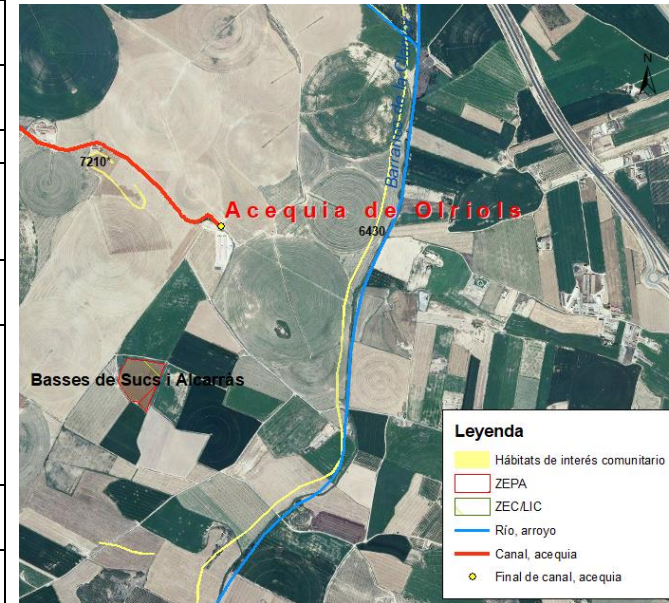 N
7210*
Acequia de Olriols
6430
Barranco de la Clamor
Basses de Sucs i Alcarràs
Leyenda
Hábitats de interés comunitario
ZEPA
ZEC/LIC
Río, arroyo
Canal, acequia
Final de canal, acequia